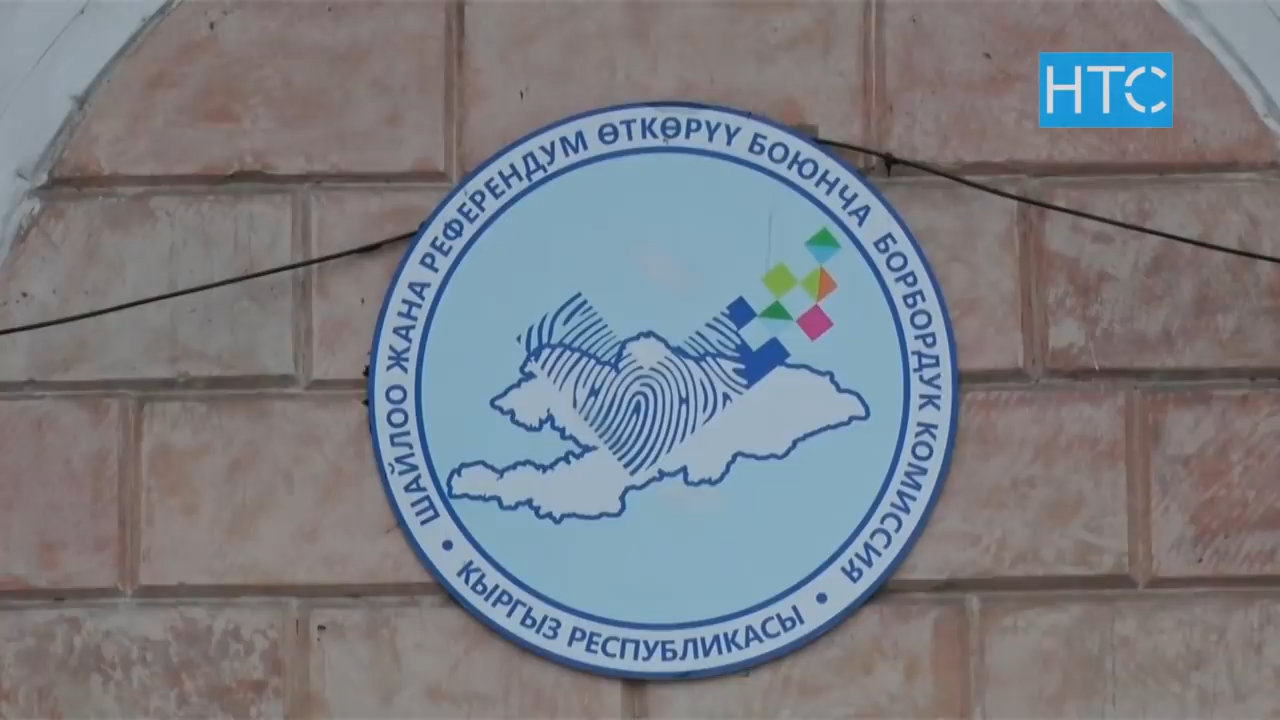 НТС
ШАЙЛОО ЖАНА РЕФЕРЕНДУМ ӨТКӨРҮҮ БОЮНЧА БОРБОРДУК КОМИССИЯ
• КЫРГЫЗ РЕСПУБЛИКАСЫ •